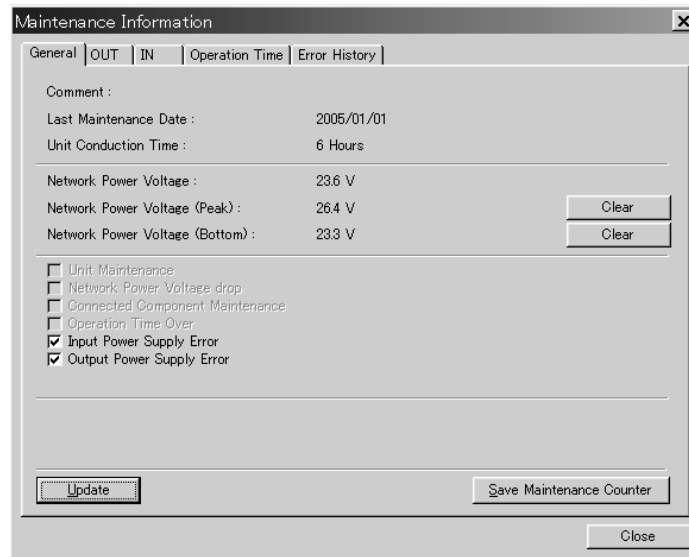 Maintenance Information
General OUT IN Operation Time Error History
Comment :
Last Maintenance Date : 2005/01/01
Unit Conduction Time : 6 Hours
Network Power Voltage : 23.6 V
Network Power Voltage (Peak) : 26.4 V Clear
Network Power Voltage (Bottom) : 23.3 V Clear
Unit Maintenance
Network Power Voltage drop
Connected Component Maintenance
Operation Time Over
Input Power Supply Error
Output Power Supply Error
Update Save Maintenance Counter
Close